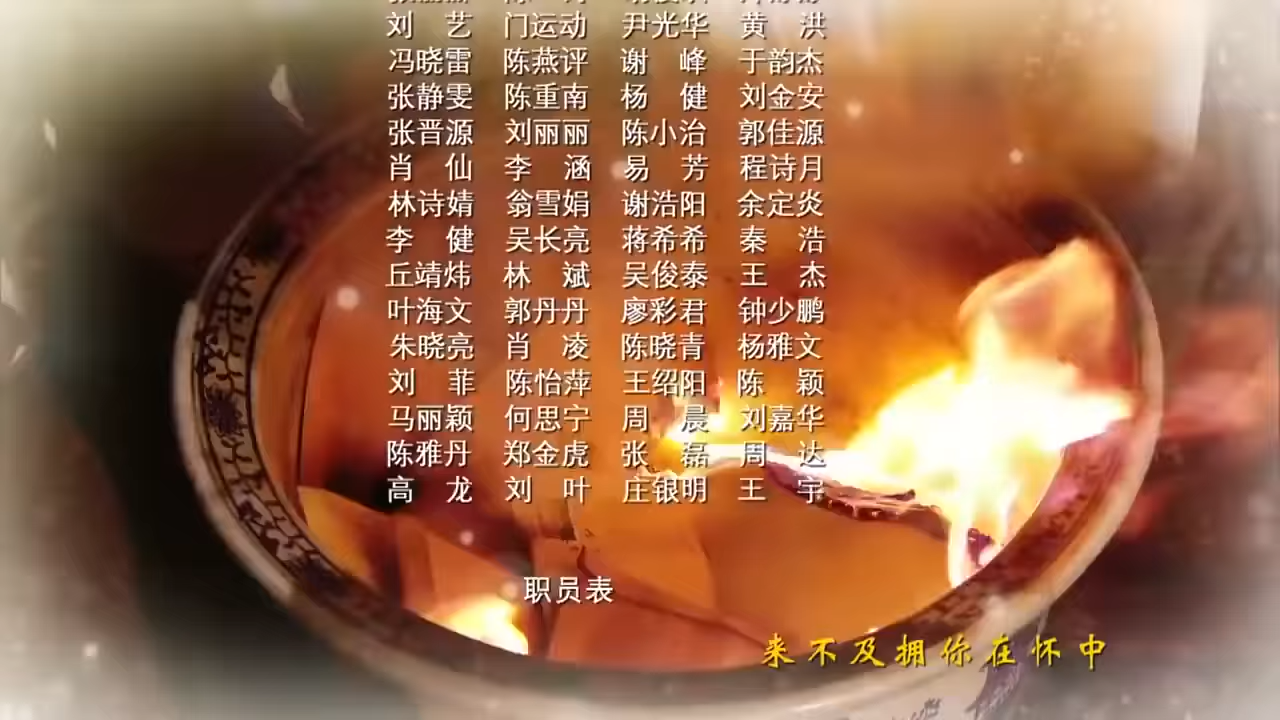 刘艺 门运动 尹光华 黄洪
冯晓雷 陈燕评 谢峰 于韵杰
张静雯 陈重南 杨健 刘金安
张晋源 刘丽丽 陈小治 郭佳源
肖仙 李涵 易芳 程诗月
林诗婧 翁雪娟 谢浩阳 余定炎
李健 吴长亮 蒋希希 秦浩
丘靖炜 林斌 吴俊泰 王杰
叶海文 郭丹丹 廖彩君 钟少鹏
朱晓亮 肖凌 陈晓青 杨雅文
刘菲 陈怡萍 王绍阳 陈颖
马丽颖 何思宁 周晨 刘嘉华
陈雅丹 郑金虎 张磊 周达
高龙 刘叶 庄银明 王宇
职员表
来不及拥你在怀中